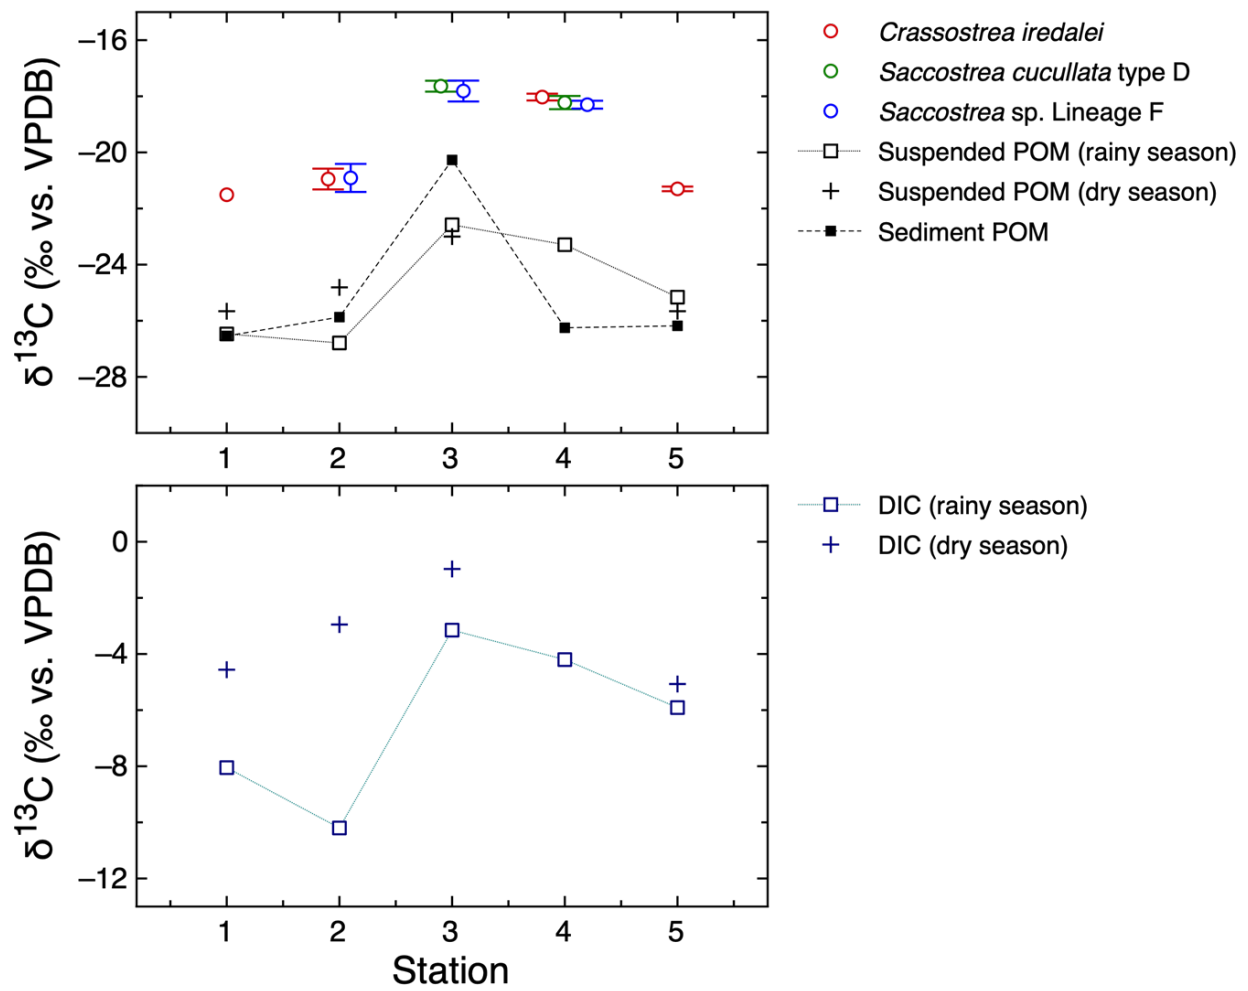 δ13C (‰ vs. VPDB)
−16
−20
−24
−28
1 2 3 4 5
Crassostrea iredalei
Saccostrea cucullata type D
Saccostrea sp. Lineage F
Suspended POM (rainy season)
Suspended POM (dry season)
Sediment POM
δ13C (‰ vs. VPDB)
0
−4
−8
−12
1 2 3 4 5
Station
DIC (rainy season)
DIC (dry season)